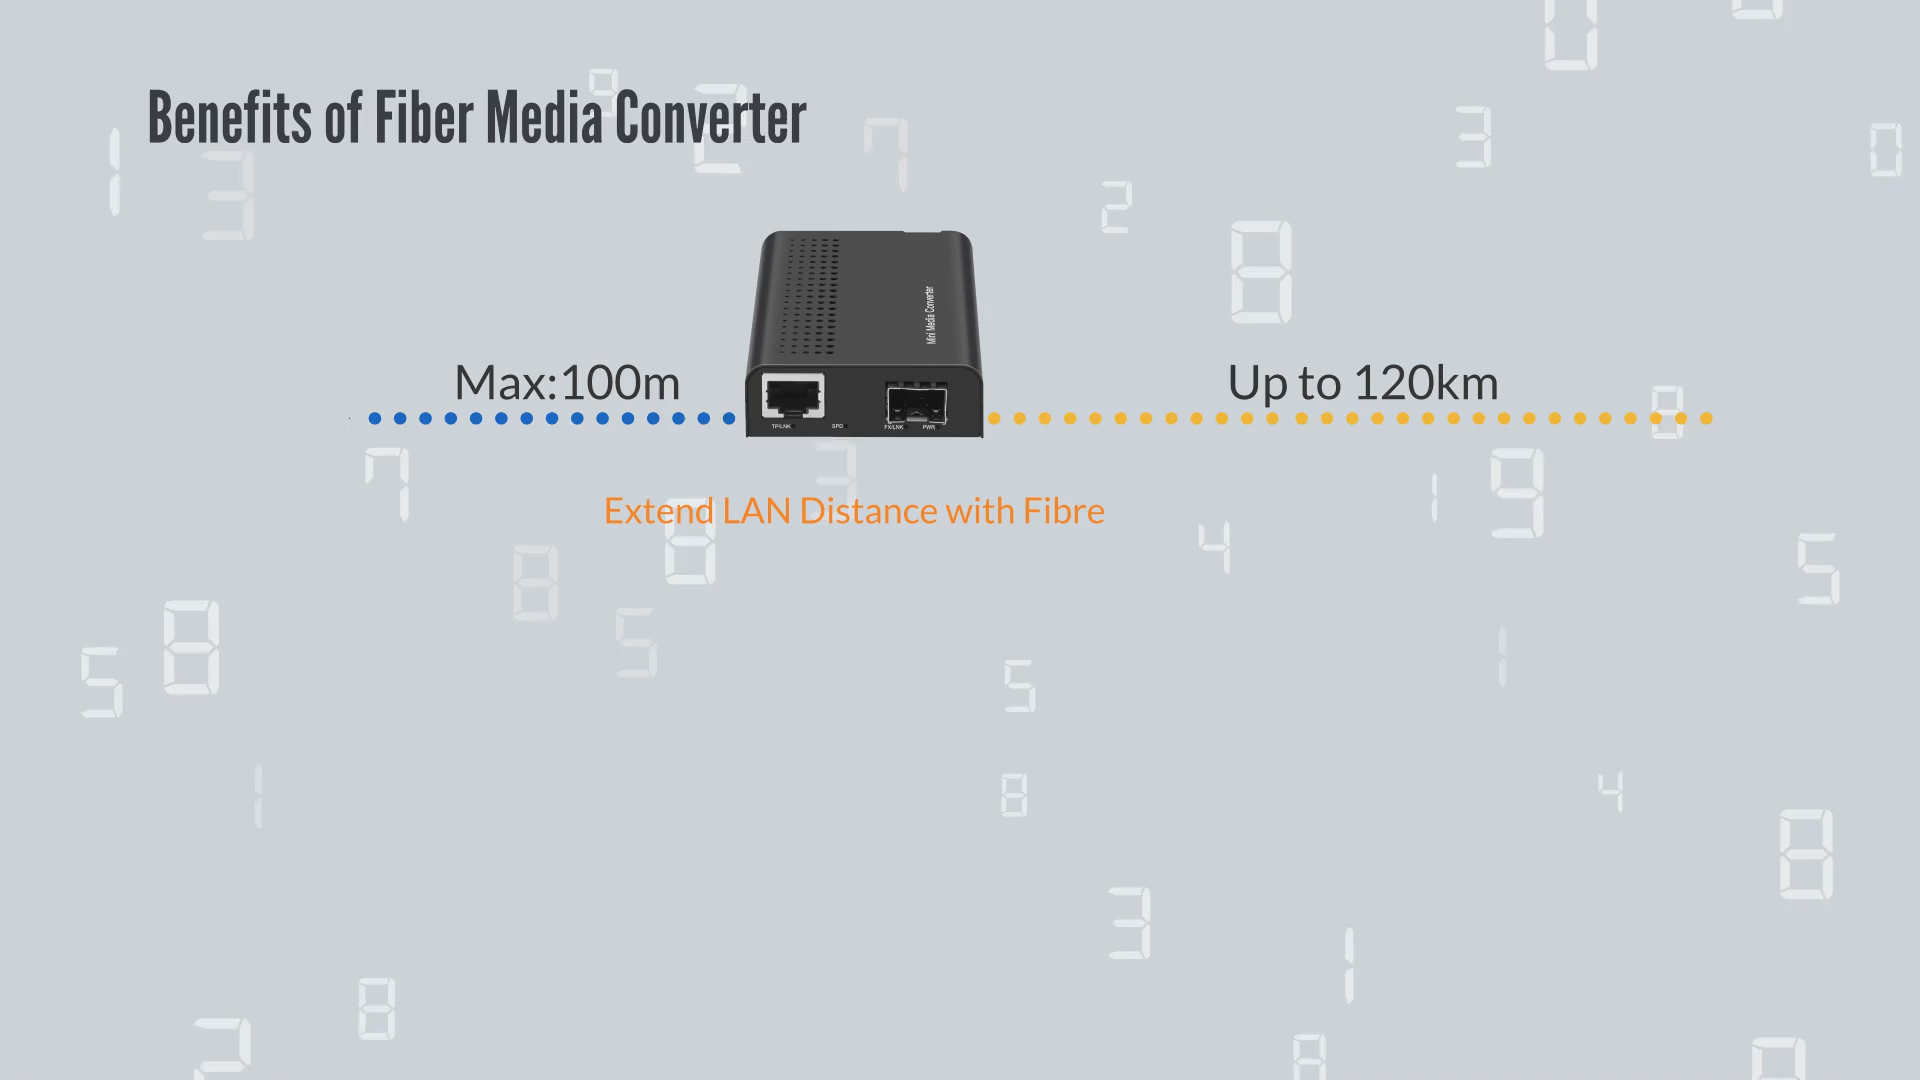 Benefits of Fiber Media Converter
Mini Media Converter
Max:100m
Up to 120km
TP/LNK SPD FX/LNK PWR
Extend LAN Distance with Fibre